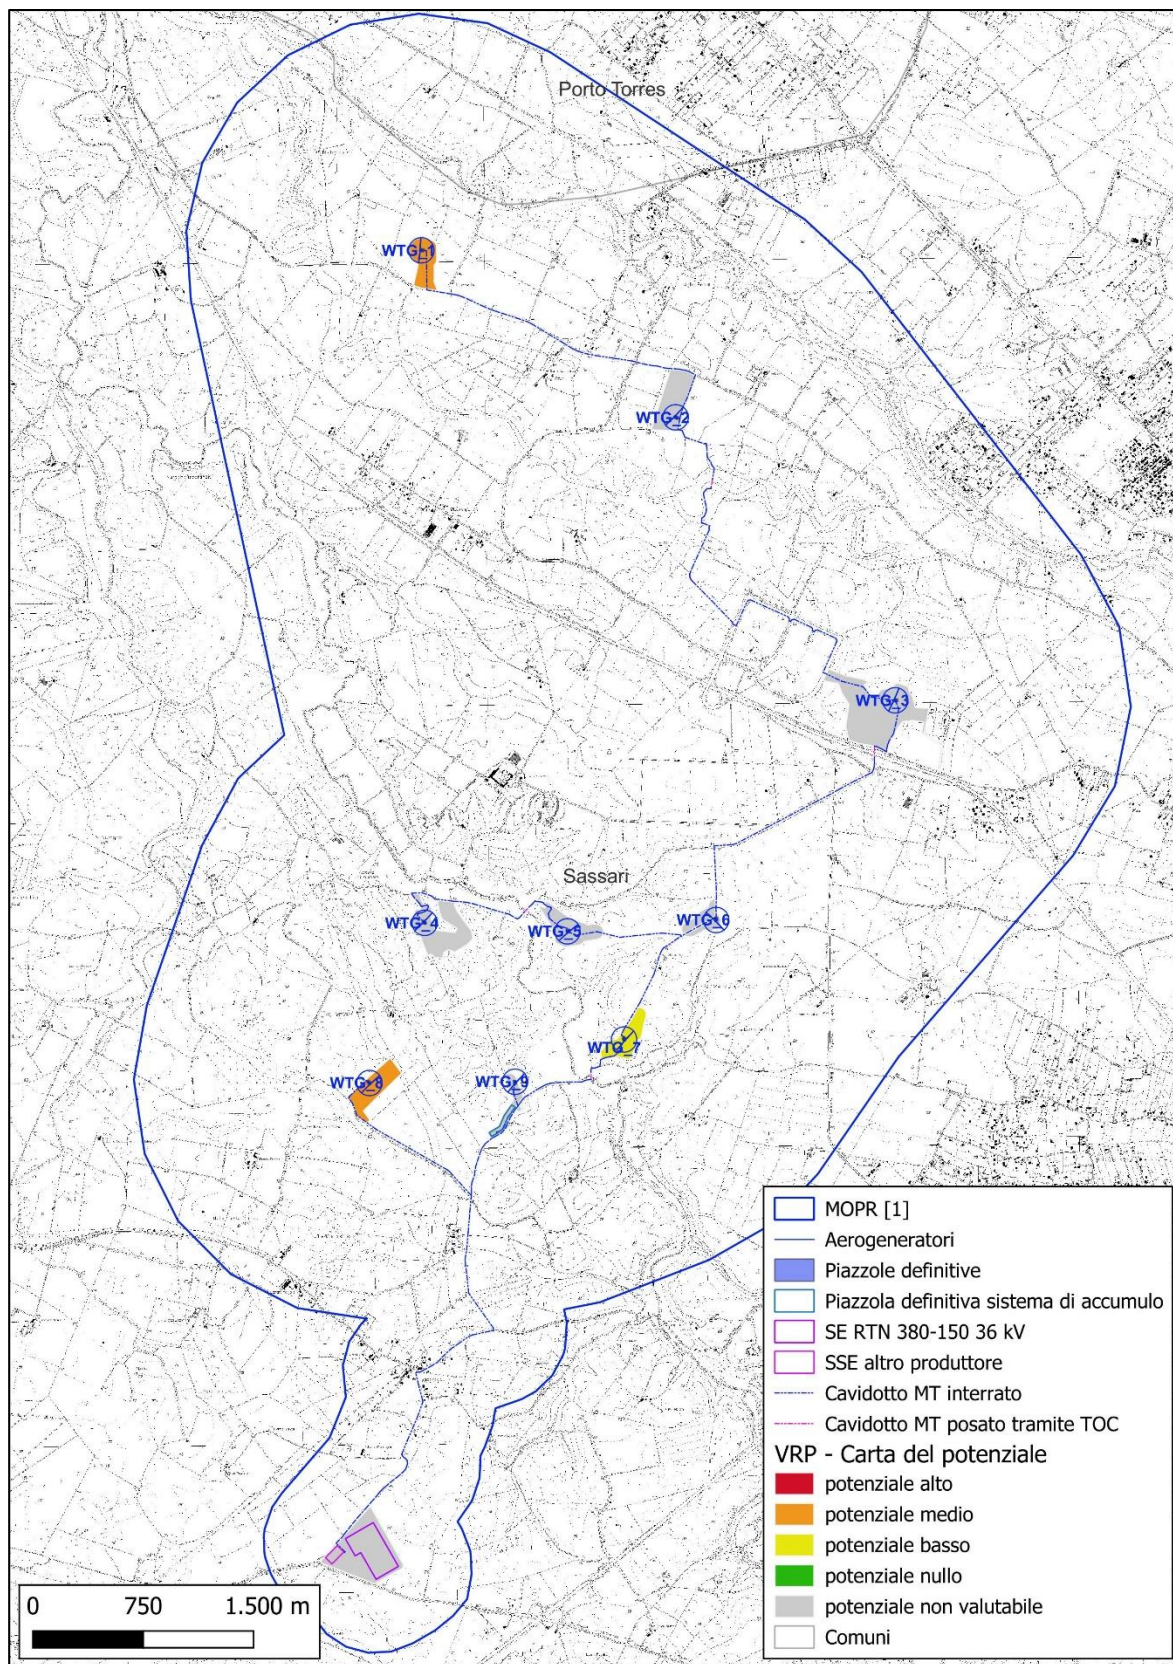 Porto Torres
WTG_1
WTG_2
WTG_3
Sassari
WTG_4
WTG_5
WTG_6
WTG_7
WTG_8
WTG_9
MOPR [1]
Aerogeneratori
Piazzole definitive
Piazzola definitiva sistema di accumulo
SE RTN 380-150 36 kV
SSE altro produttore
Cavidotto MT interrato
Cavidotto MT posato tramite TOC
VRP - Carta del potenziale
potenziale alto
potenziale medio
potenziale basso
potenziale nullo
potenziale non valutabile
Comuni
0 750 1.500 m